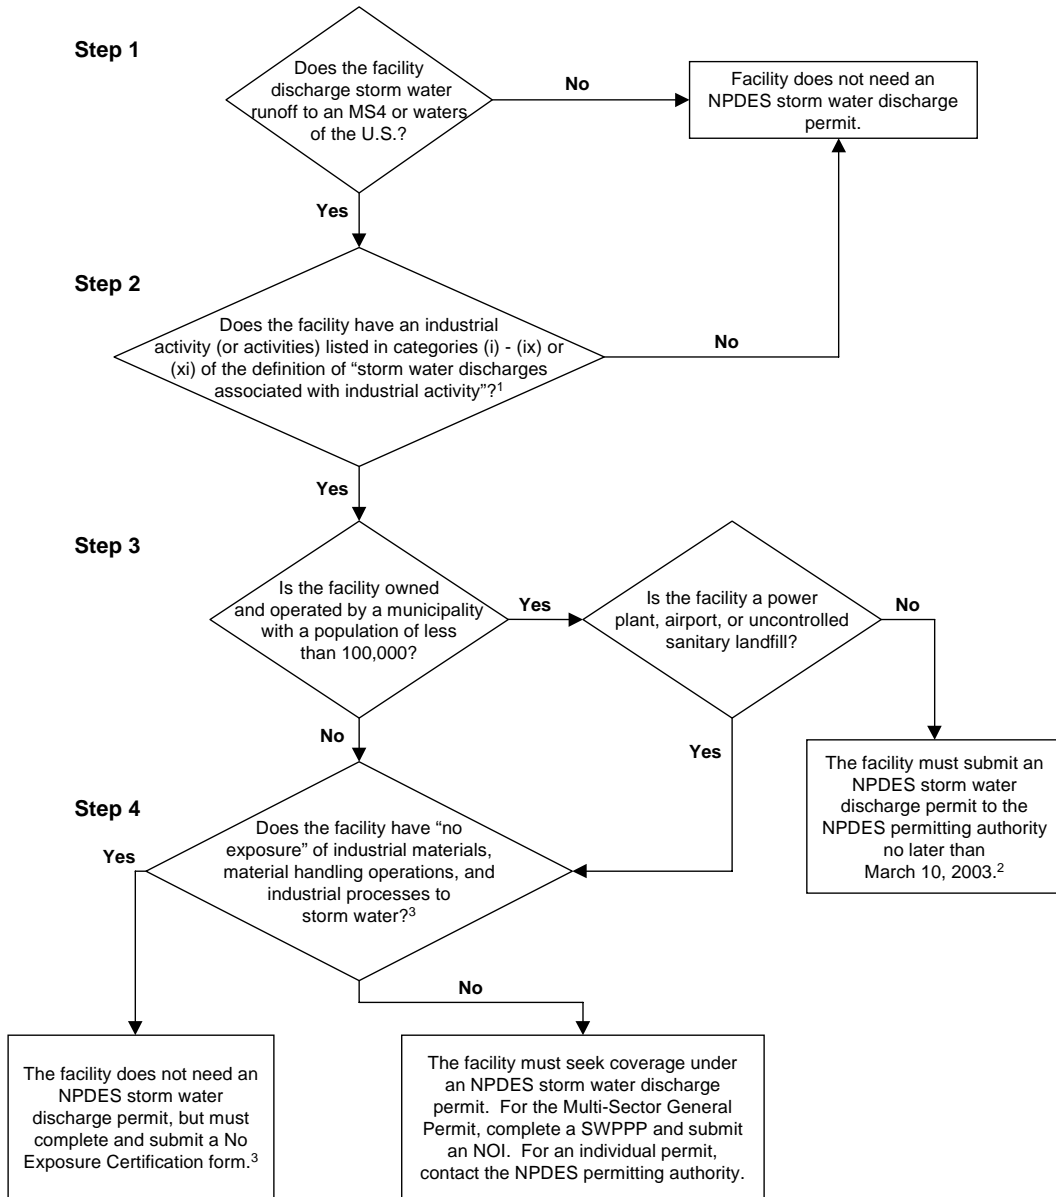 Step 1
Does the facility
discharge storm water
runoff to an MS4 or waters
of the U.S.?
No
Facility does not need an
NPDES storm water discharge
permit.
Yes
Step 2
Does the facility have an industrial
activity (or activities) listed in categories (i) - (ix) or
(xi) of the definition of “storm water discharges
associated with industrial activity”?¹
No
Yes
Step 3
Is the facility owned
and operated by a municipality
with a population of less
than 100,000?
Yes
Is the facility a power
plant, airport, or uncontrolled
sanitary landfill?
No
No
Yes
The facility must submit an
NPDES storm water
discharge permit to the
NPDES permitting authority
no later than
March 10, 2003.²
Step 4
Does the facility have “no
exposure” of industrial materials,
material handling operations, and
industrial processes to
storm water?³
Yes
No
The facility does not need an
NPDES storm water
discharge permit, but must
complete and submit a No
Exposure Certification form.³
The facility must seek coverage under
an NPDES storm water discharge
permit. For the Multi-Sector General
Permit, complete a SWPPP and submit
an NOI. For an individual permit,
contact the NPDES permitting authority.